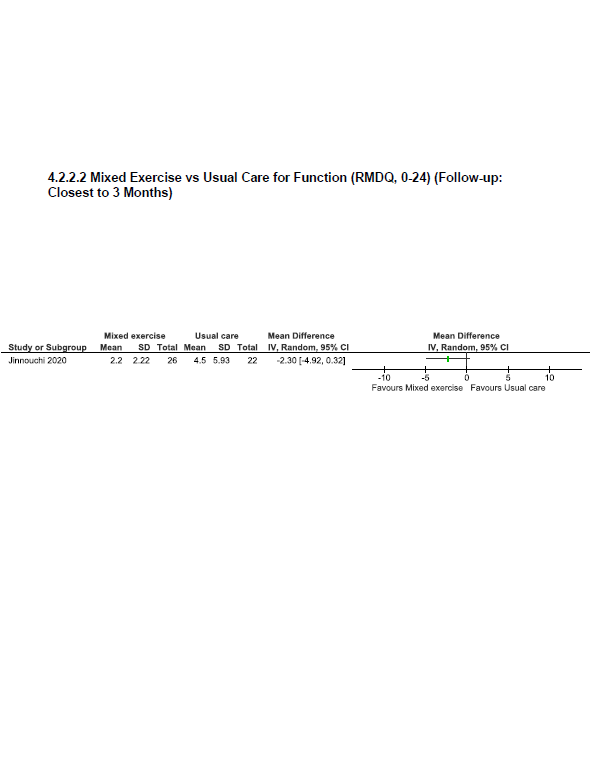 4.2.2.2 Mixed Exercise vs Usual Care for Function (RMDQ, 0-24) (Follow-up:
Closest to 3 Months)
Mixed exercise Usual care Mean Difference Mean Difference
Study or Subgroup Mean SD Total Mean SD Total IV, Random, 95% CI IV, Random, 95% CI
Jinnouchi 2020 2.2 2.22 26 4.5 5.93 22 -2.30 [-4.92, 0.32]
-10 -5 0 5 10
Favours Mixed exercise Favours Usual care